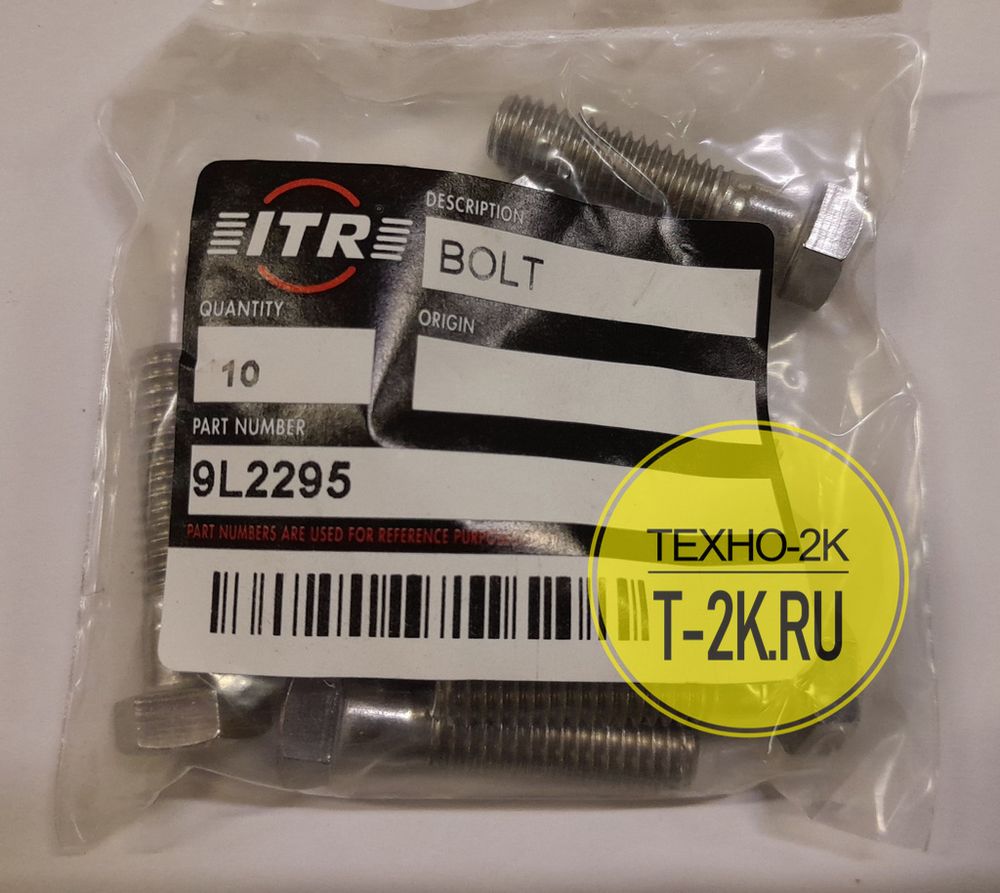 ITR
DESCRIPTION
BOLT
QUANTITY
ORIGIN
10
PART NUMBER
9L2295
PART NUMBERS ARE USED FOR REFERENCE
ТЕХНО-2К
T-2K.RU